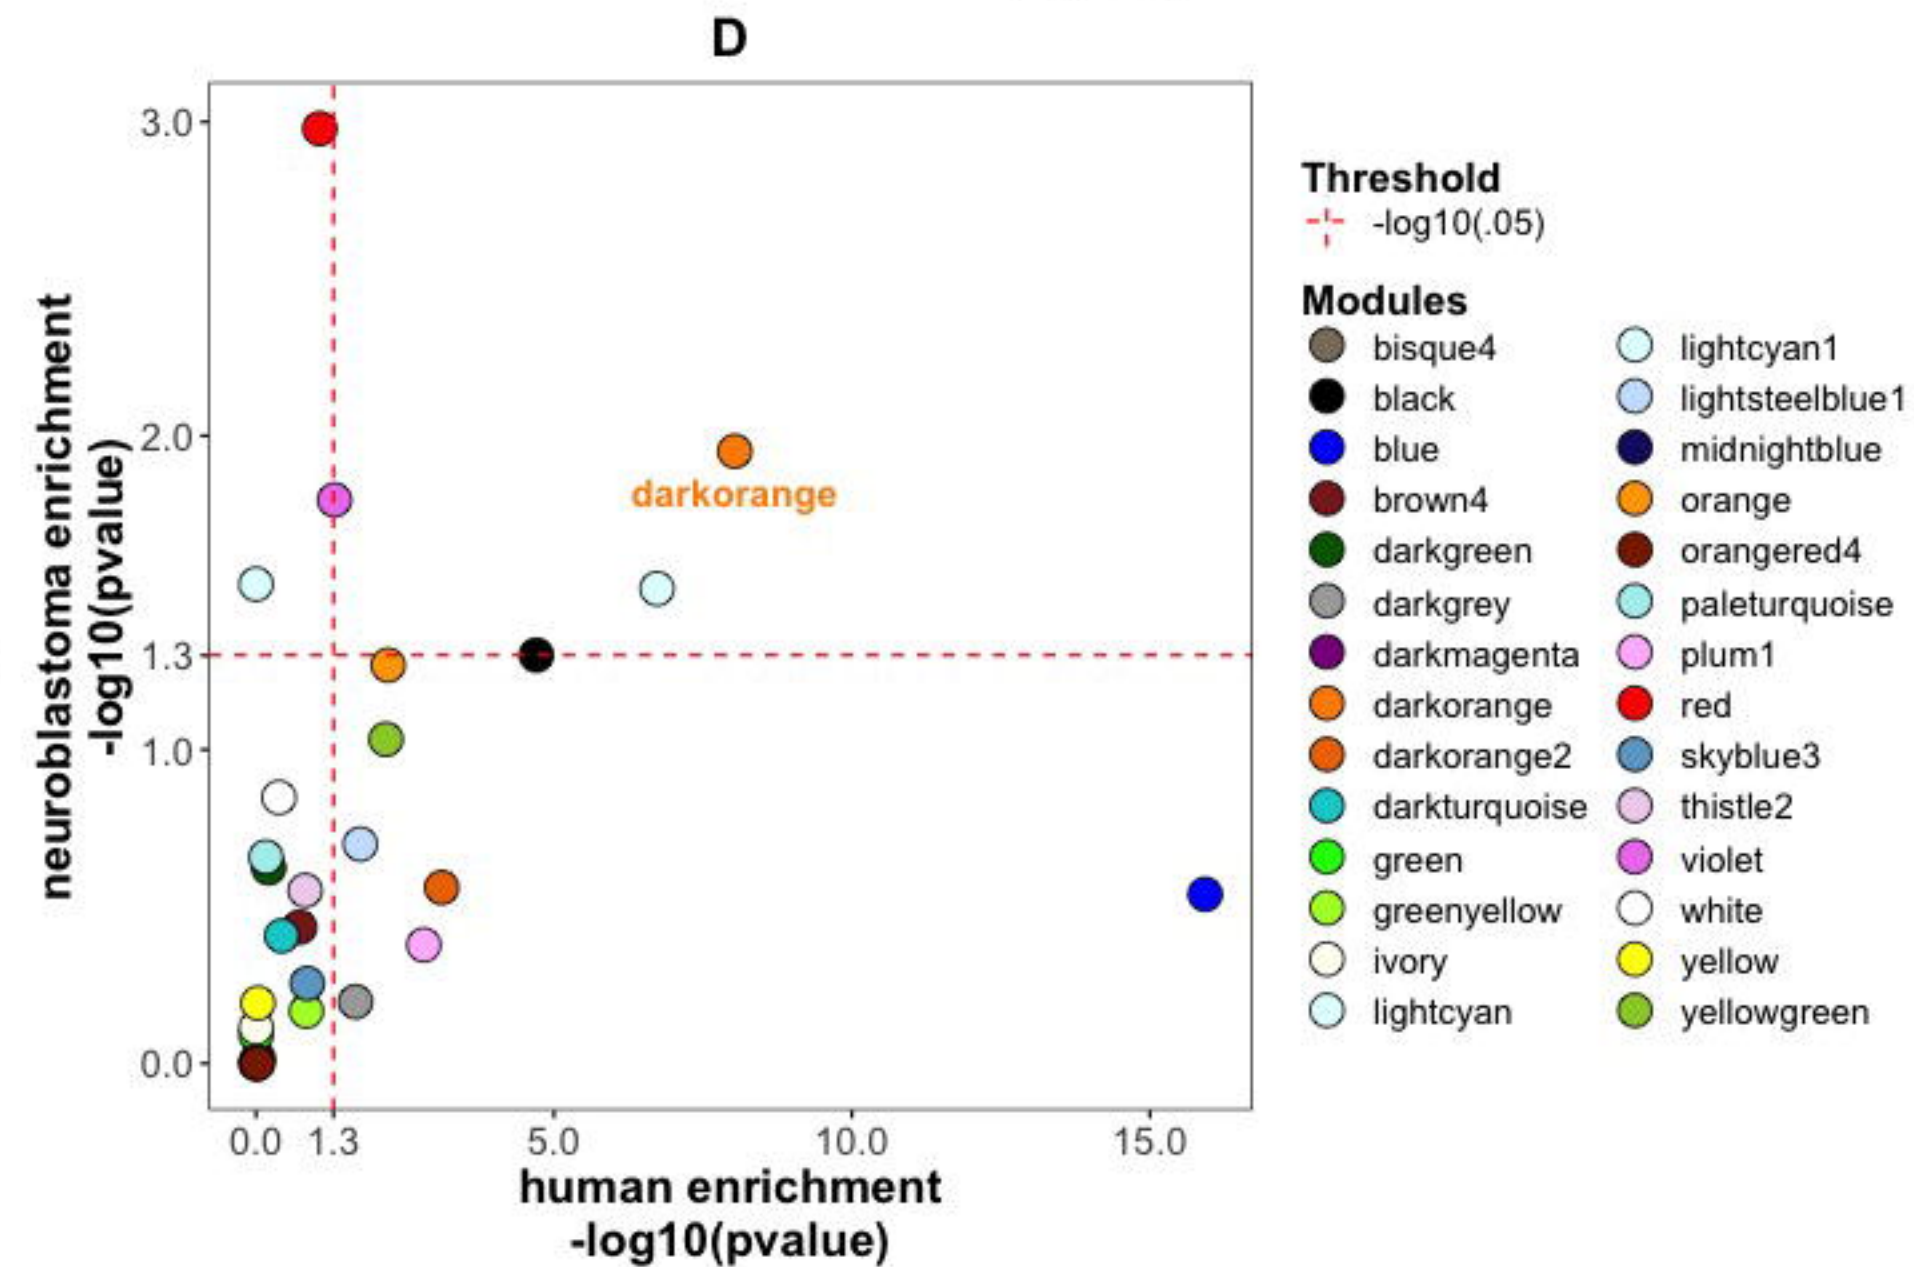 D
neuroblastoma enrichment
-log10(pvalue)
3.0
2.0
1.3
1.0
0.0
darkorange
0.0 1.3 5.0 10.0 15.0
human enrichment
-log10(pvalue)
Threshold
-log10(.05)
Modules
bisque4
black
blue
brown4
darkgreen
darkgrey
darkmagenta
darkorange
darkorange2
darkturquoise
green
greenyellow
ivory
lightcyan
lightcyan1
lightsteelblue1
midnightblue
orange
orangered4
paleturquoise
plum1
red
skyblue3
thistle2
violet
white
yellow
yellowgreen